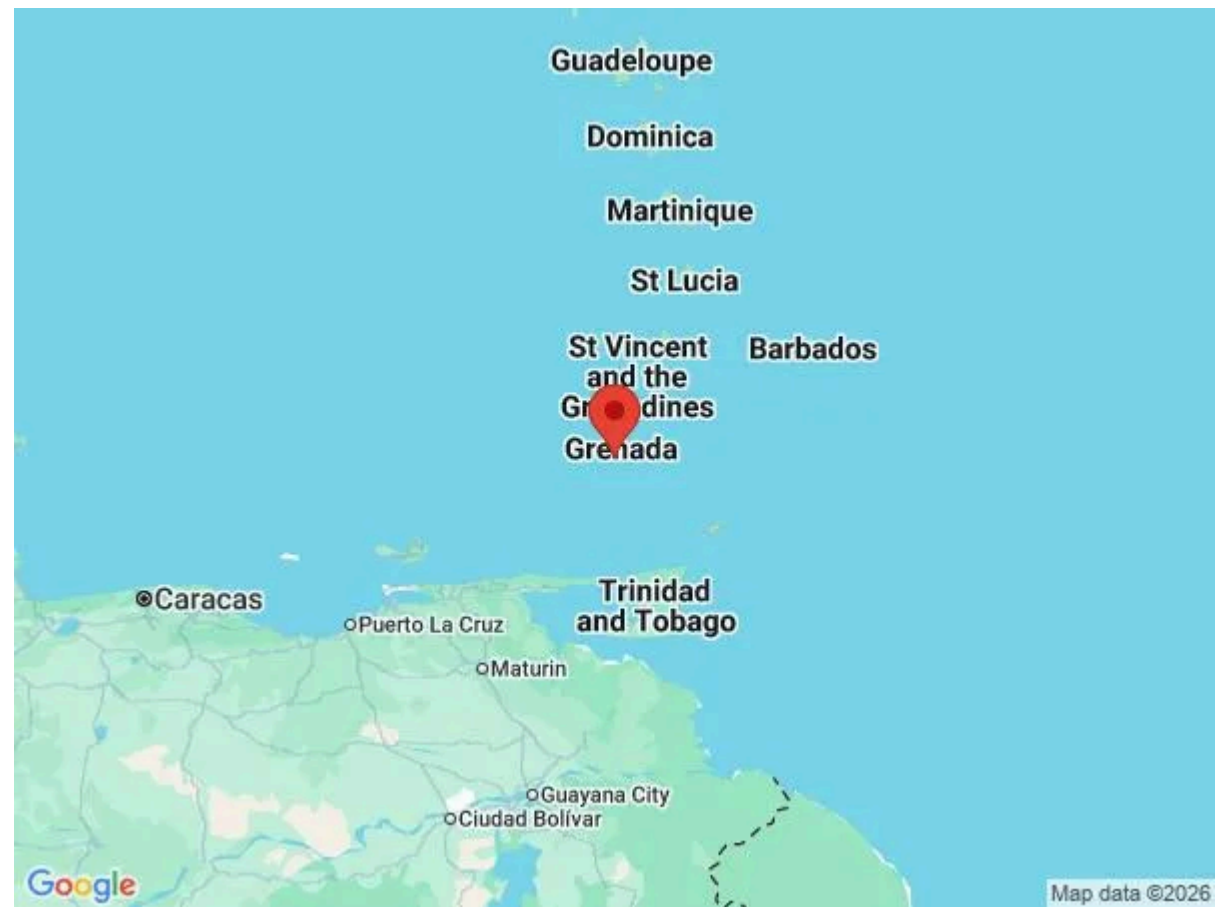 Guadeloupe
Dominica
Martinique
St Lucia
St Vincent
and the
Grenadines
Barbados
Grenada
Trinidad
and Tobago
Caracas
Puerto La Cruz
Maturin
Guayana City
Ciudad Bolívar
Google
Map data ©2026